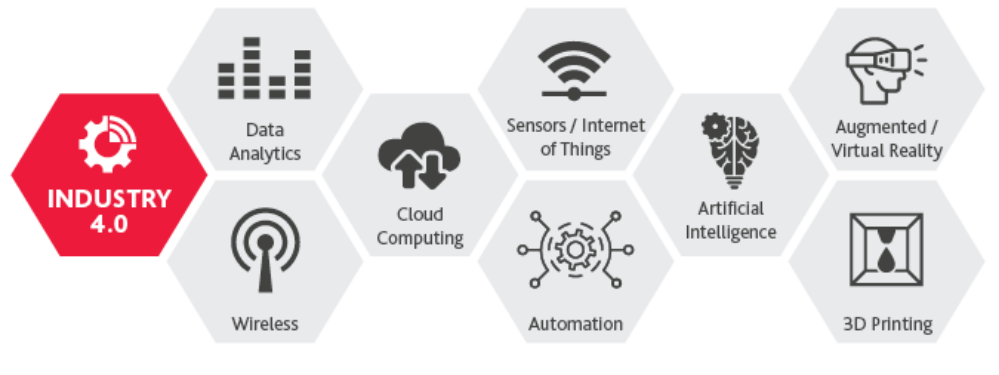 INDUSTRY
4.0
Data
Analytics
Wireless
Cloud
Computing
Sensors / Internet
of Things
Automation
Artificial
Intelligence
Augmented /
Virtual Reality
3D Printing